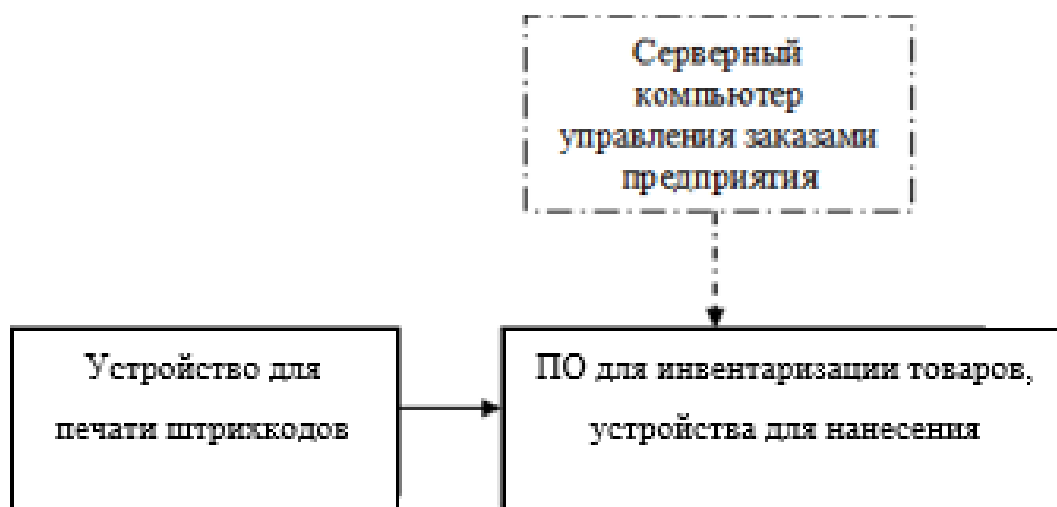 Серверный
компьютер
управления заказами
предприятия
Устройство для
печати штрихкодов
ПО для инвентаризации товаров,
устройства для нанесения